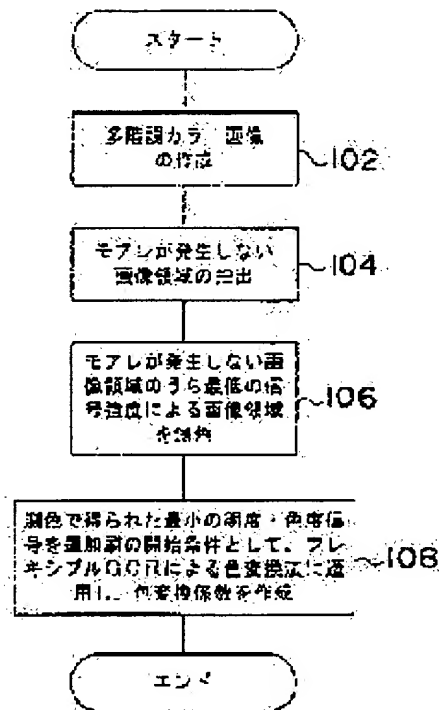 スタート
多階調カラー画像
の作成
102
モアレが発生しない
画像領域の抽出
104
モアレが発生しない画
像領域のうち最低の信
号強度による画像領域
を測色
106
測色で得られた最小の明度・色度信
号を墨加刷の開始条件として、フレ
キシブルGCRによる色変換法に適
用し、色変換係数を作成
108
エンド